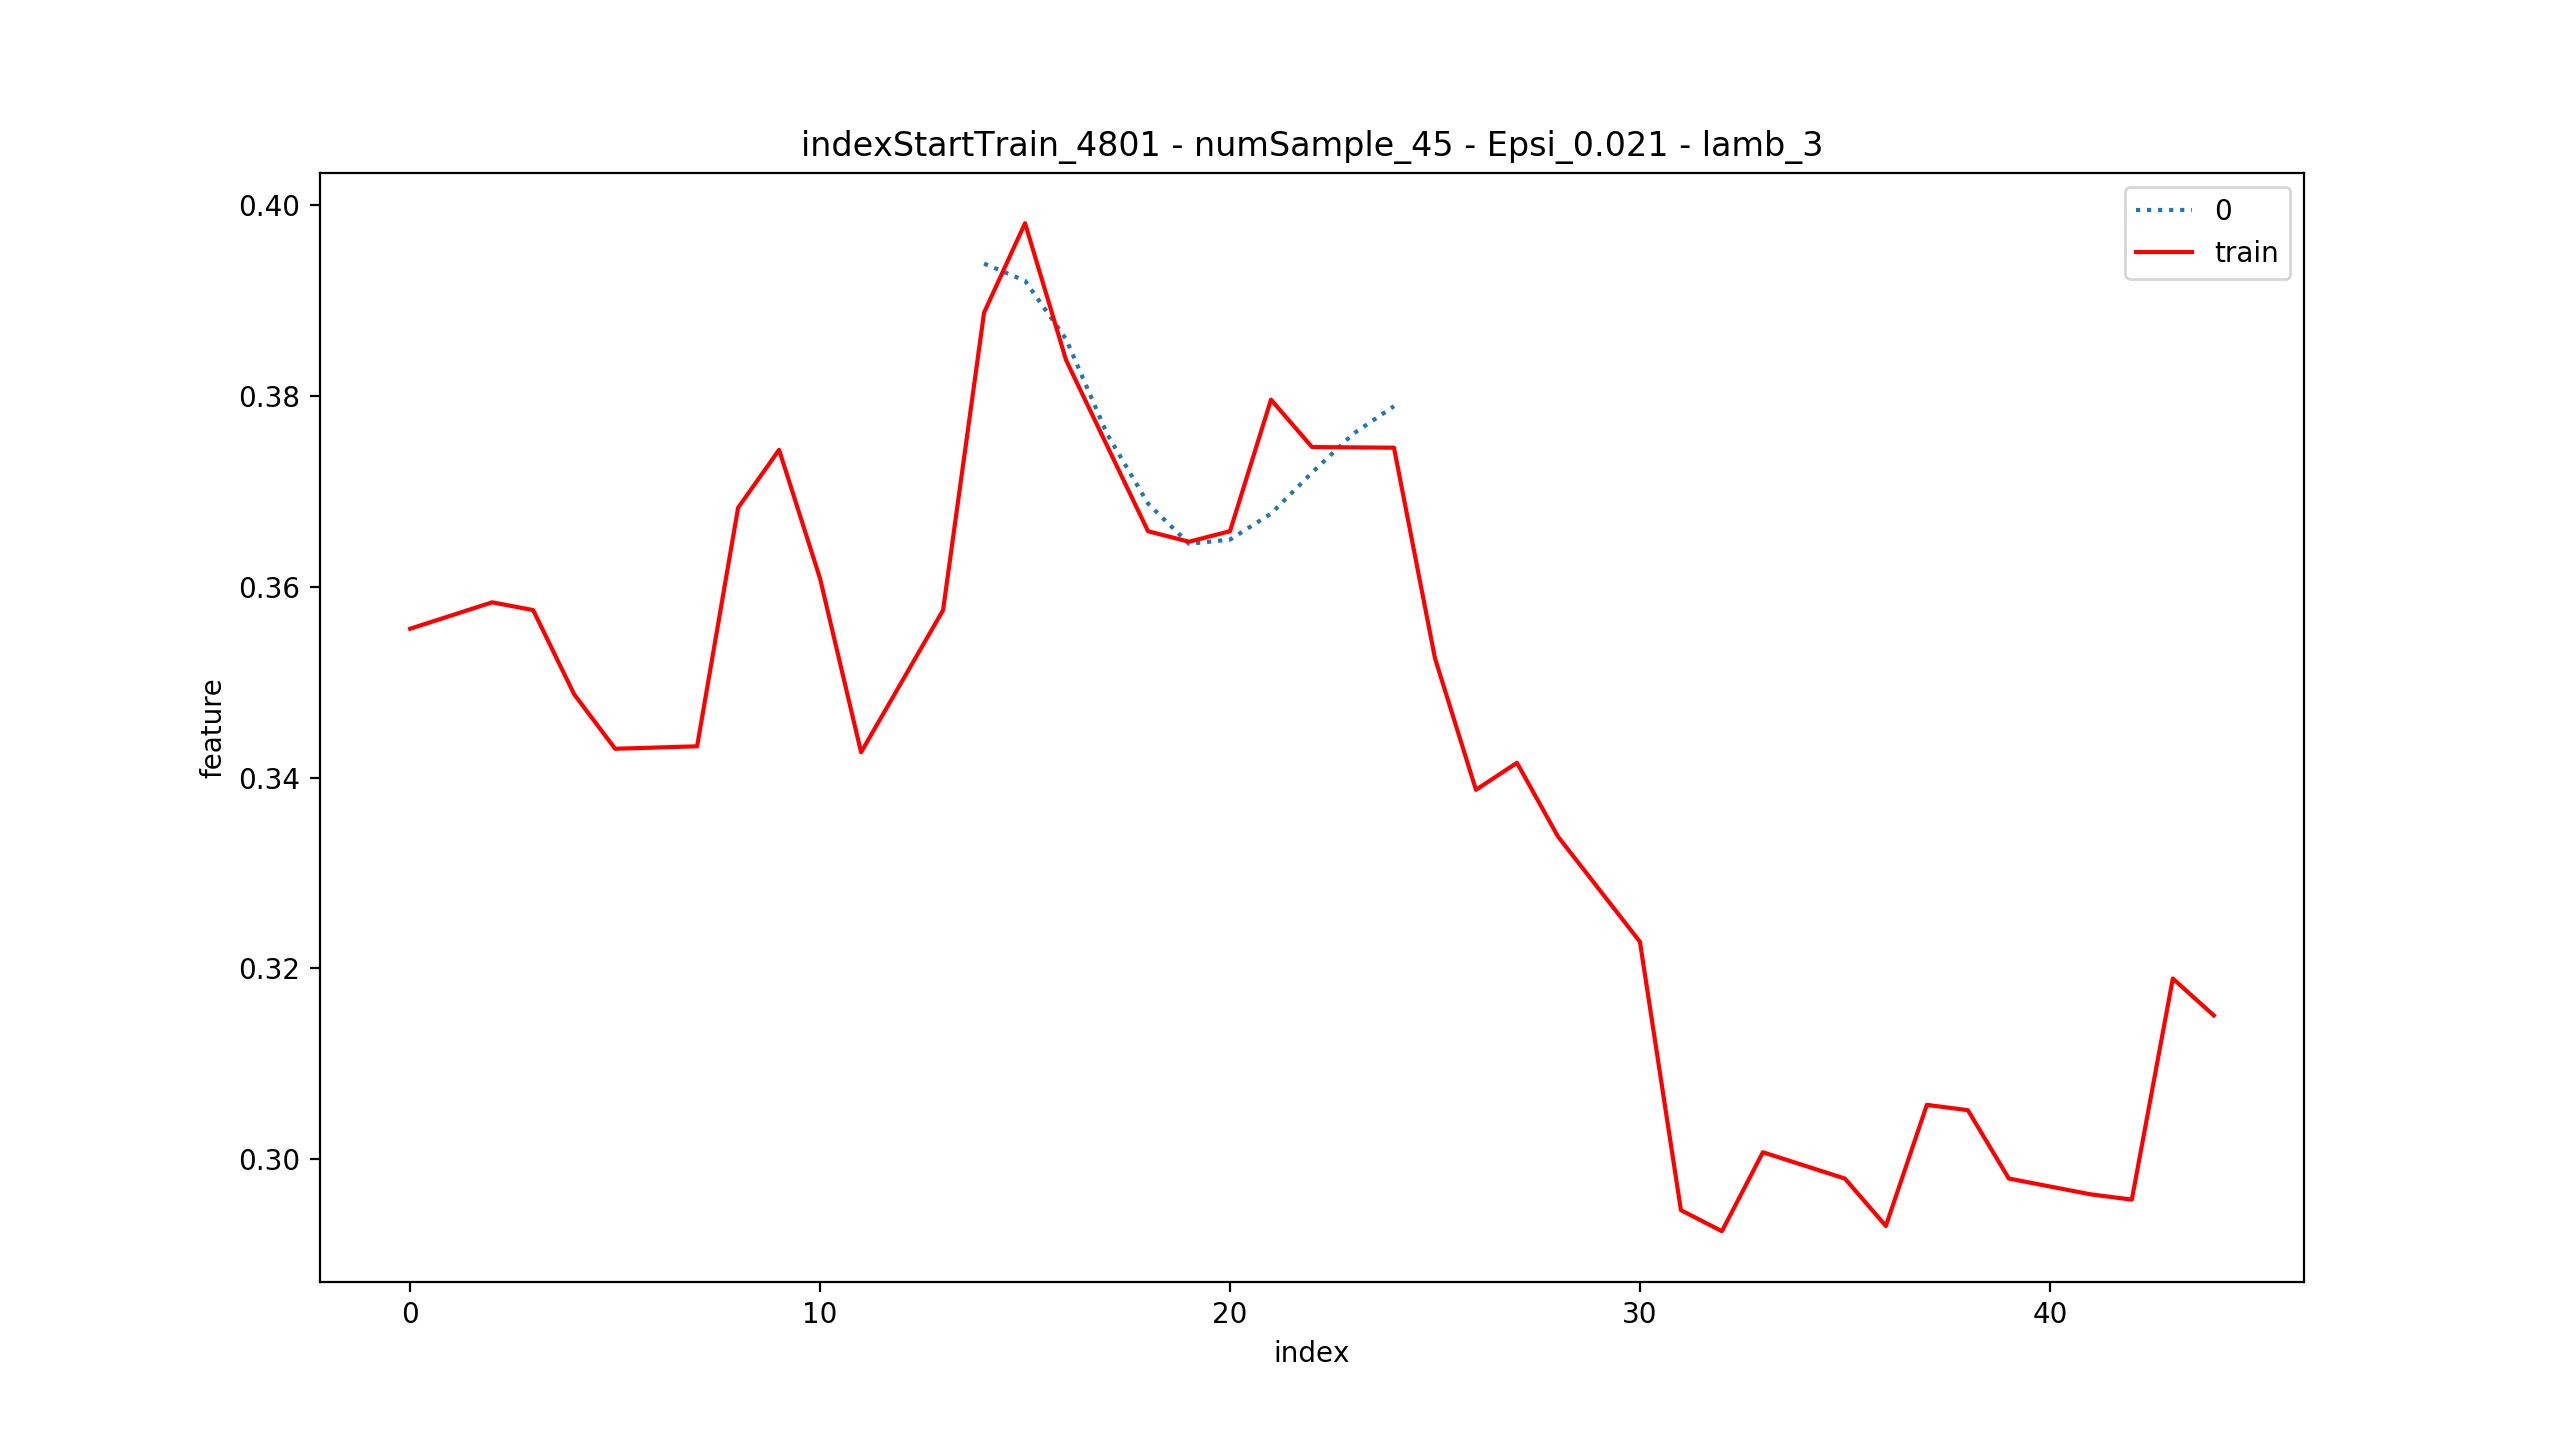 indexStartTrain_4801 - numSample_45 - Epsi_0.021 - lamb_3
0
train
0.40
0.38
0.36
0.34
0.32
0.30
feature
0 10 20 30 40
index